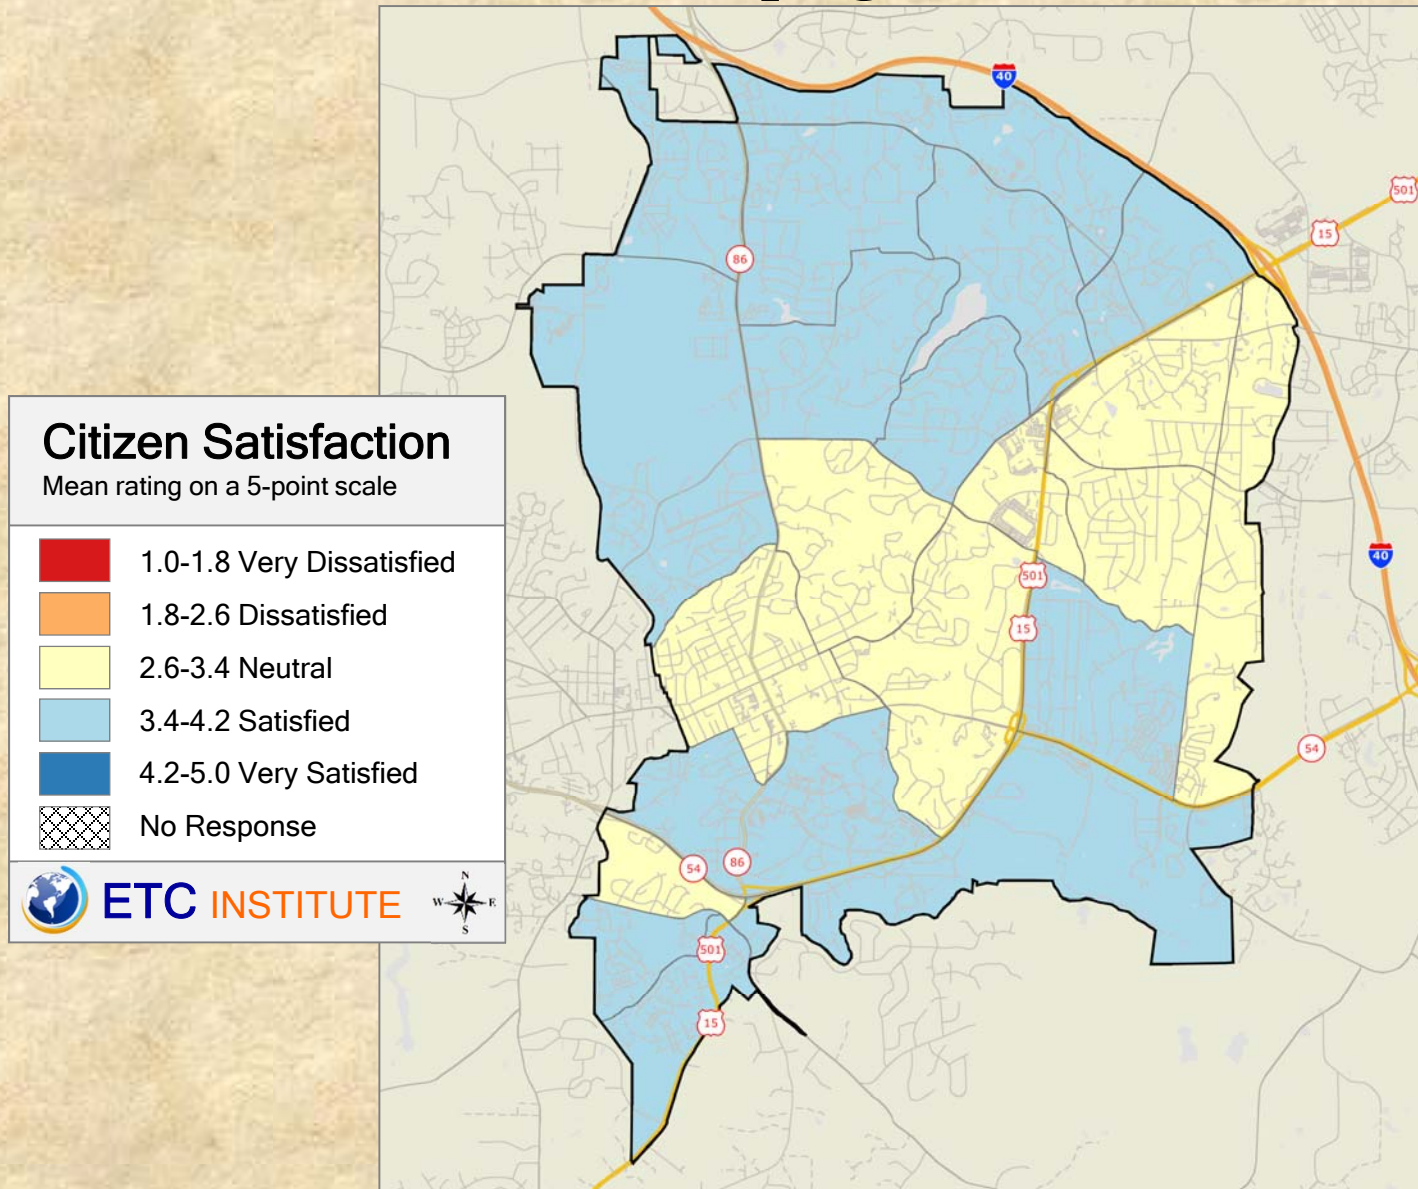 40
501
15
86
Citizen Satisfaction
Mean rating on a 5-point scale
1.0-1.8 Very Dissatisfied
1.8-2.6 Dissatisfied
2.6-3.4 Neutral
3.4-4.2 Satisfied
4.2-5.0 Very Satisfied
No Response
ETC INSTITUTE
N
W E
S
40
501
15
54
54
86
501
15